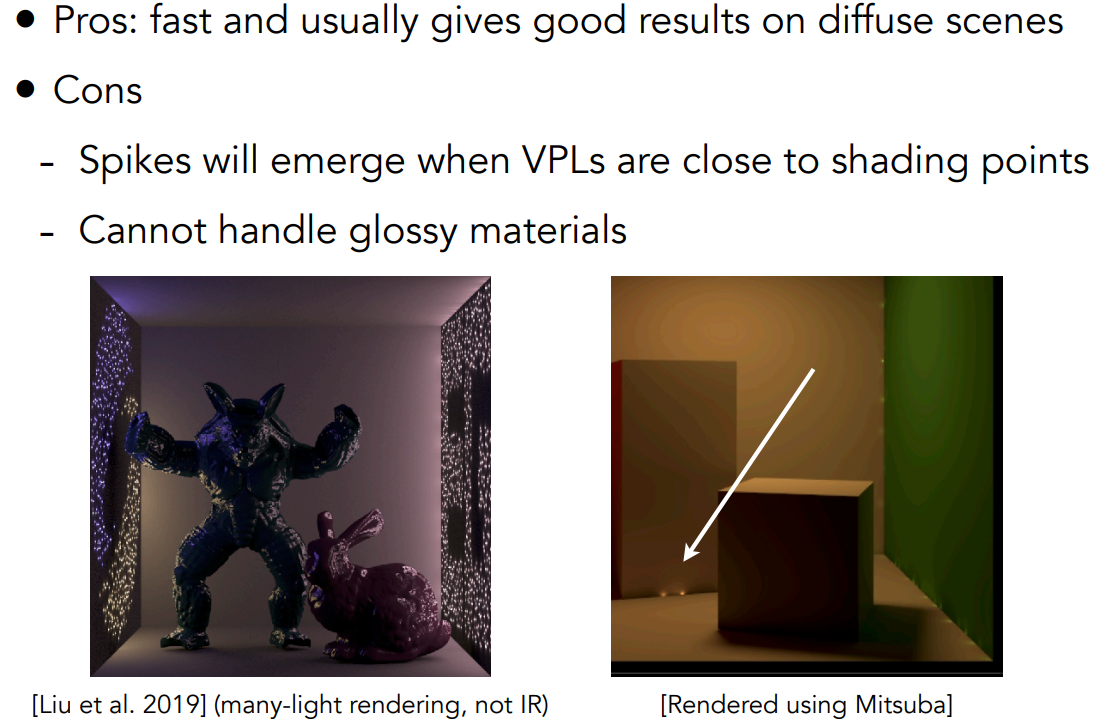 • Pros: fast and usually gives good results on diffuse scenes
• Cons
- Spikes will emerge when VPLs are close to shading points
- Cannot handle glossy materials
[Liu et al. 2019] (many-light rendering, not IR)
[Rendered using Mitsuba]